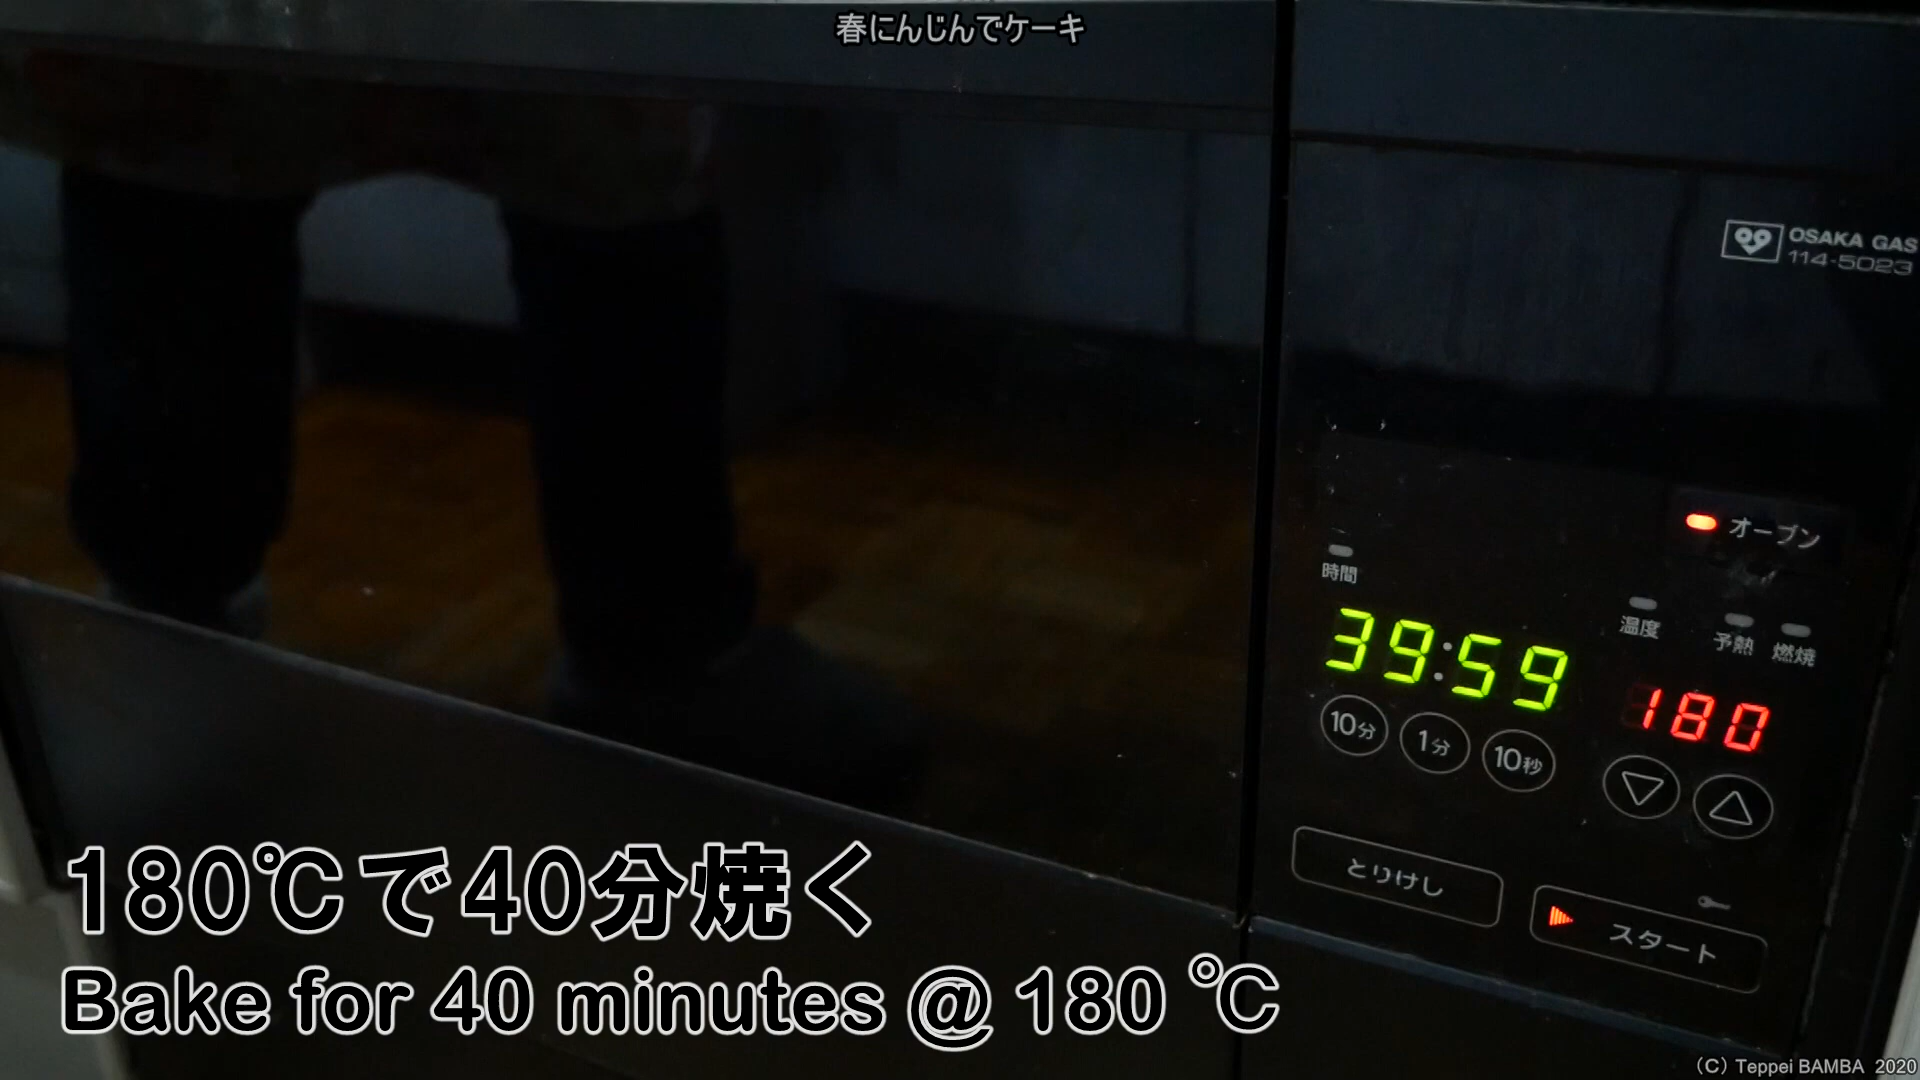 春にんじんでケーキ
OSAKA GAS
114-5023
オーブン
時間
温度
予熱 燃焼
39:59
180
10分 1分 10秒
とりけし
スタート
180℃で40分焼く
Bake for 40 minutes @ 180 ℃
(C) Teppei BAMBA 2020